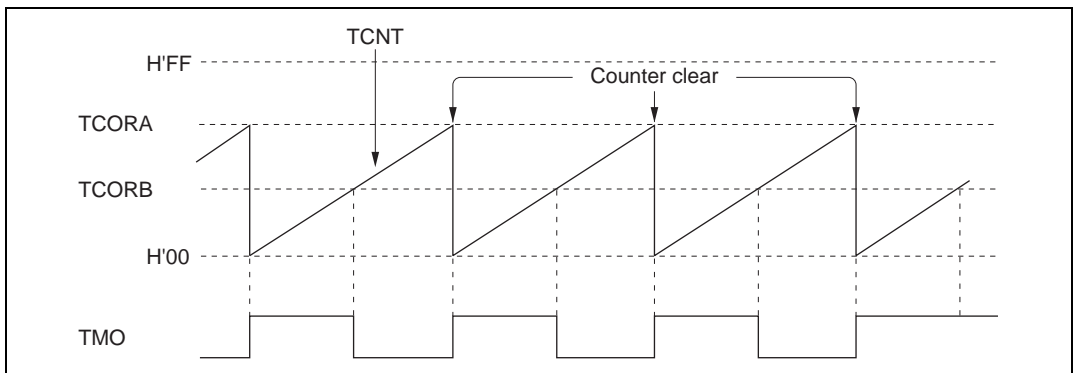 TCNT
H'FF
Counter clear
TCORA
TCORB
H'00
TMO